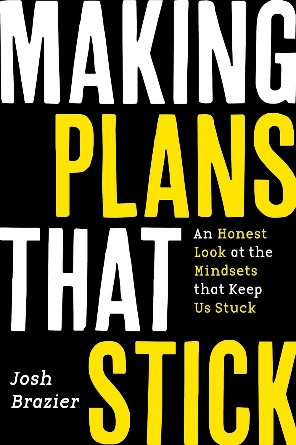 MAKING
PLANS
THAT
An Honest
Look at the
Mindsets
that Keep
Us Stuck
STICK
Josh
Brazier